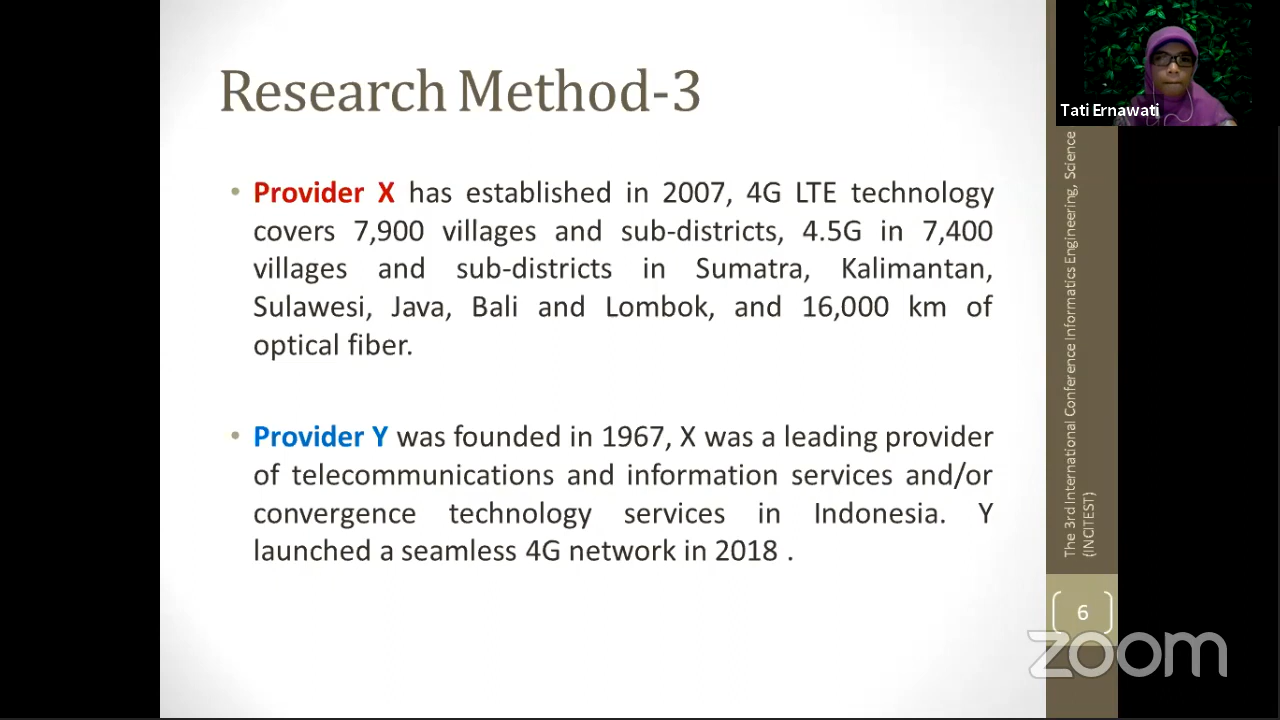 Research Method-3
Tati Ernawati
• Provider X has established in 2007, 4G LTE technology
covers 7,900 villages and sub-districts, 4.5G in 7,400
villages and sub-districts in Sumatra, Kalimantan,
Sulawesi, Java, Bali and Lombok, and 16,000 km of
optical fiber.
• Provider Y was founded in 1967, X was a leading provider
of telecommunications and information services and/or
convergence technology services in Indonesia. Y
launched a seamless 4G network in 2018 .
The 3rd International Conference Informatics Engineering, Science
(INCITEST)
6
zoom